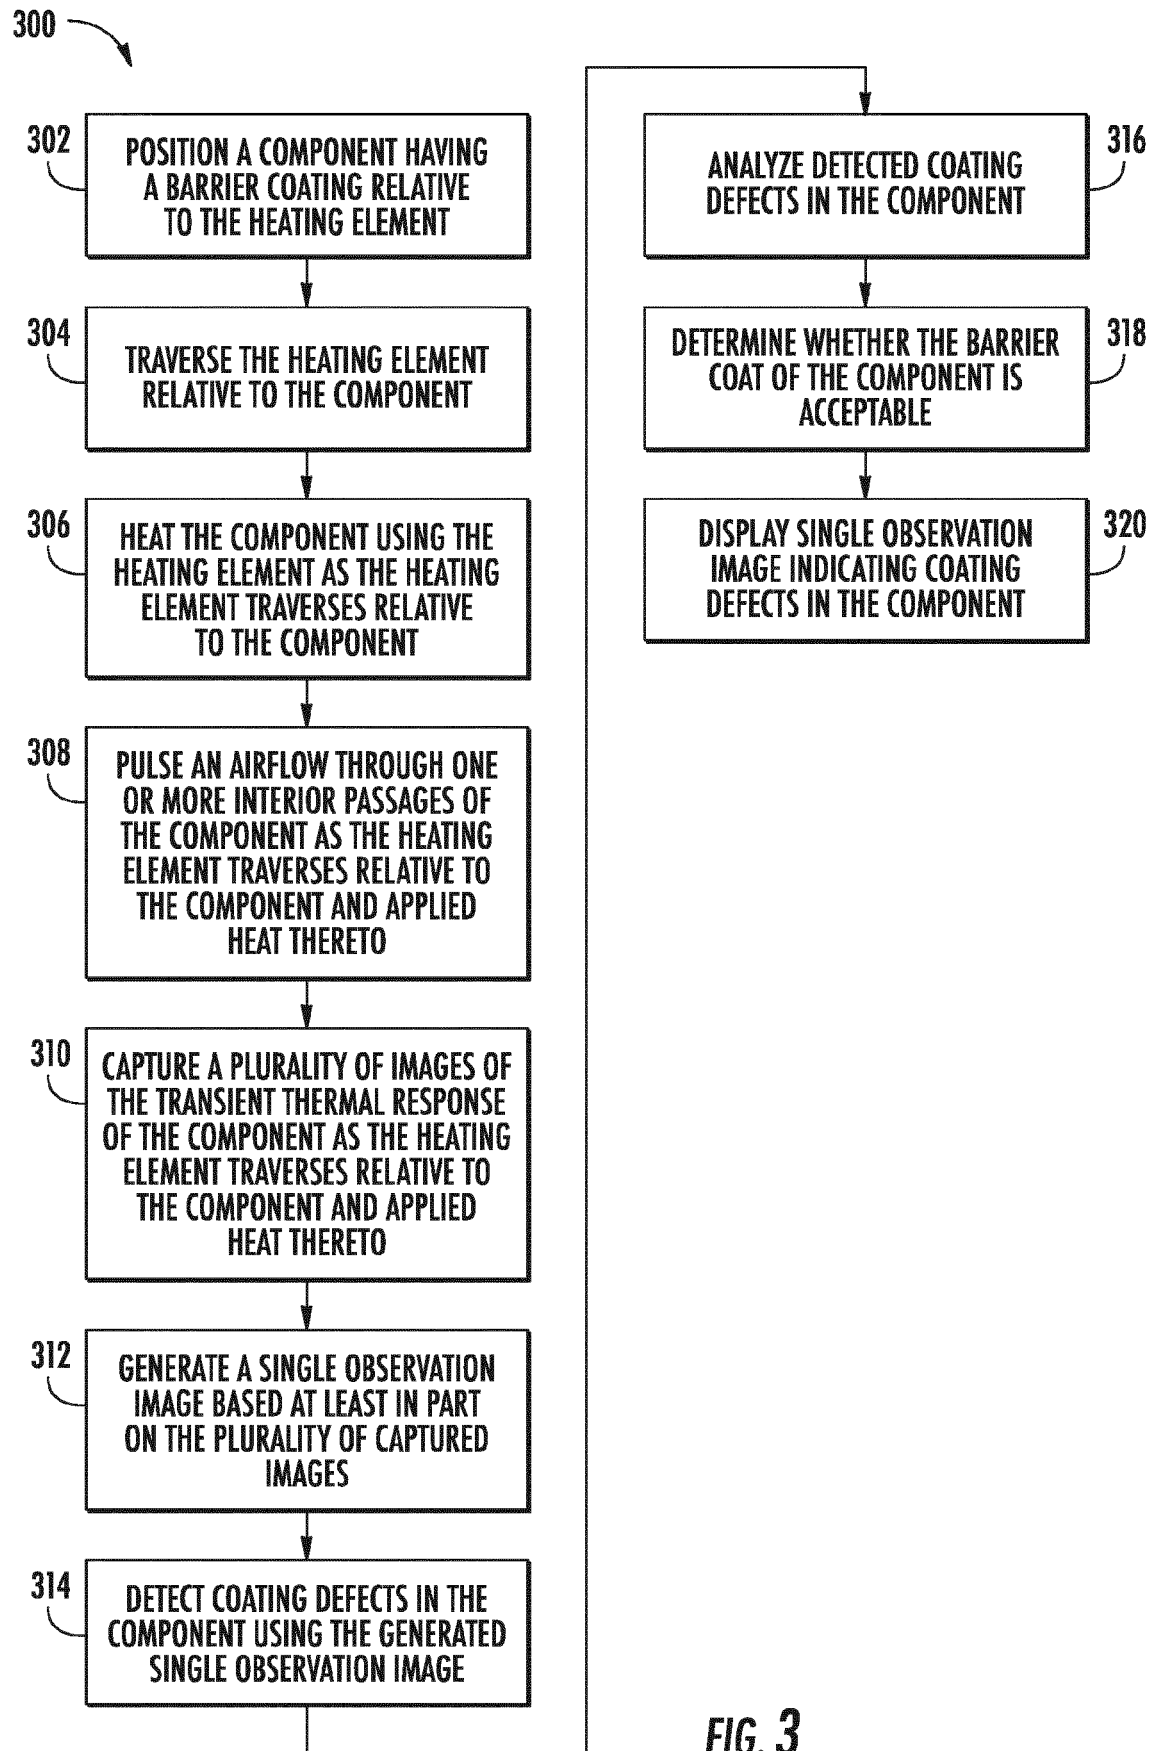 300
302
POSITION A COMPONENT HAVING
A BARRIER COATING RELATIVE
TO THE HEATING ELEMENT
304
TRAVERSE THE HEATING ELEMENT
RELATIVE TO THE COMPONENT
306
HEAT THE COMPONENT USING THE
HEATING ELEMENT AS THE HEATING
ELEMENT TRAVERSES RELATIVE
TO THE COMPONENT
308
PULSE AN AIRFLOW THROUGH ONE
OR MORE INTERIOR PASSAGES OF
THE COMPONENT AS THE HEATING
ELEMENT TRAVERSES RELATIVE TO
THE COMPONENT AND APPLIED
HEAT THERETO
310
CAPTURE A PLURALITY OF IMAGES OF
THE TRANSIENT THERMAL RESPONSE
OF THE COMPONENT AS THE HEATING
ELEMENT TRAVERSES RELATIVE TO
THE COMPONENT AND APPLIED
HEAT THERETO
312
GENERATE A SINGLE OBSERVATION
IMAGE BASED AT LEAST IN PART
ON THE PLURALITY OF CAPTURED
IMAGES
314
DETECT COATING DEFECTS IN THE
COMPONENT USING THE GENERATED
SINGLE OBSERVATION IMAGE
316
ANALYZE DETECTED COATING
DEFECTS IN THE COMPONENT
318
DETERMINE WHETHER THE BARRIER
COAT OF THE COMPONENT IS
ACCEPTABLE
320
DISPLAY SINGLE OBSERVATION
IMAGE INDICATING COATING
DEFECTS IN THE COMPONENT
FIG. 3